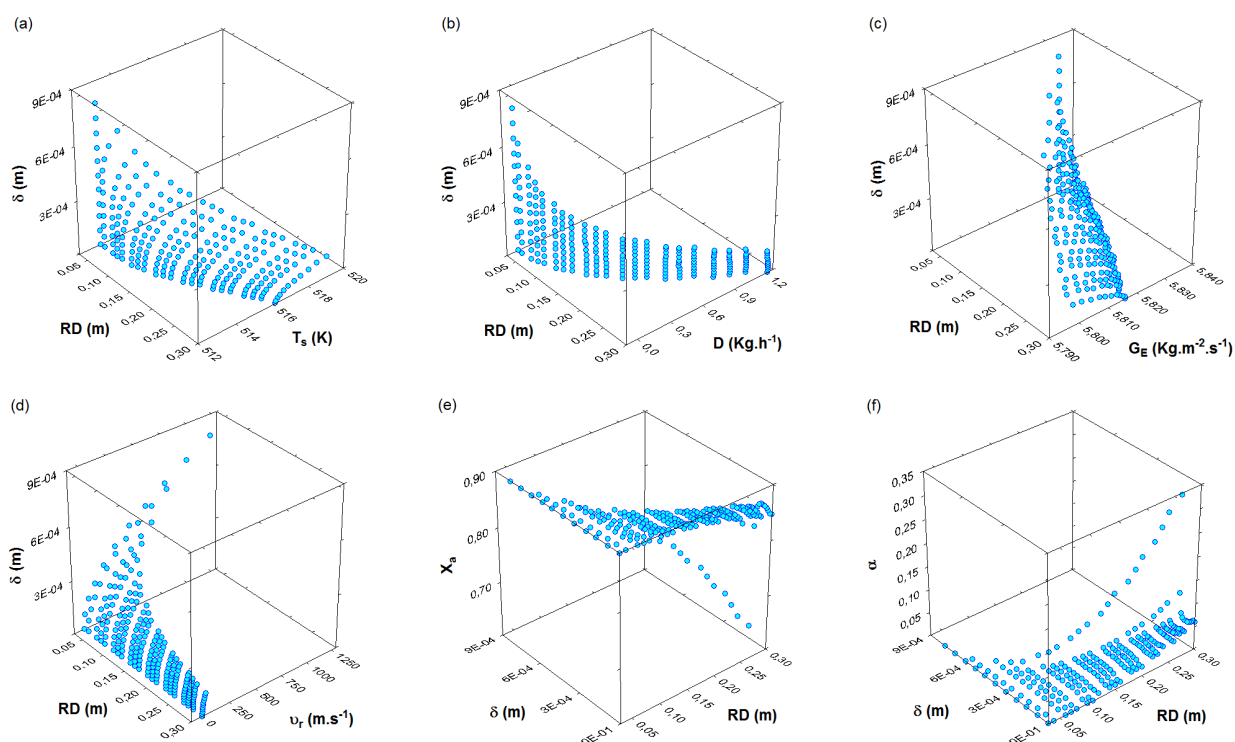 (a)
9E-04
6E-04
3E-04
δ (m)
0,05
0,10
0,15
0,20
0,25
0,30
RD (m)
512
514
516
518
520
T_s (K)
(b)
9E-04
6E-04
3E-04
δ (m)
0,05
0,10
0,15
0,20
0,25
0,30
RD (m)
0,0
0,3
0,6
0,9
1,2
D (Kg.h⁻¹)
(c)
9E-04
6E-04
3E-04
δ (m)
0,05
0,10
0,15
0,20
0,25
0,30
RD (m)
5,790
5,800
5,810
5,820
5,830
5,840
G_E (Kg.m⁻².s⁻¹)
(d)
9E-04
6E-04
3E-04
δ (m)
0,05
0,10
0,15
0,20
0,25
0,30
RD (m)
0
250
500
750
1000
1250
υ_r (m.s⁻¹)
(e)
0,90
0,80
0,70
X_a
9E-04
6E-04
3E-04
0E-01
δ (m)
0,05
0,10
0,15
0,20
0,25
0,30
RD (m)
(f)
0,35
0,30
0,25
0,20
0,15
0,10
0,05
α
9E-04
6E-04
3E-04
0E-01
δ (m)
0,05
0,10
0,15
0,20
0,25
0,30
RD (m)